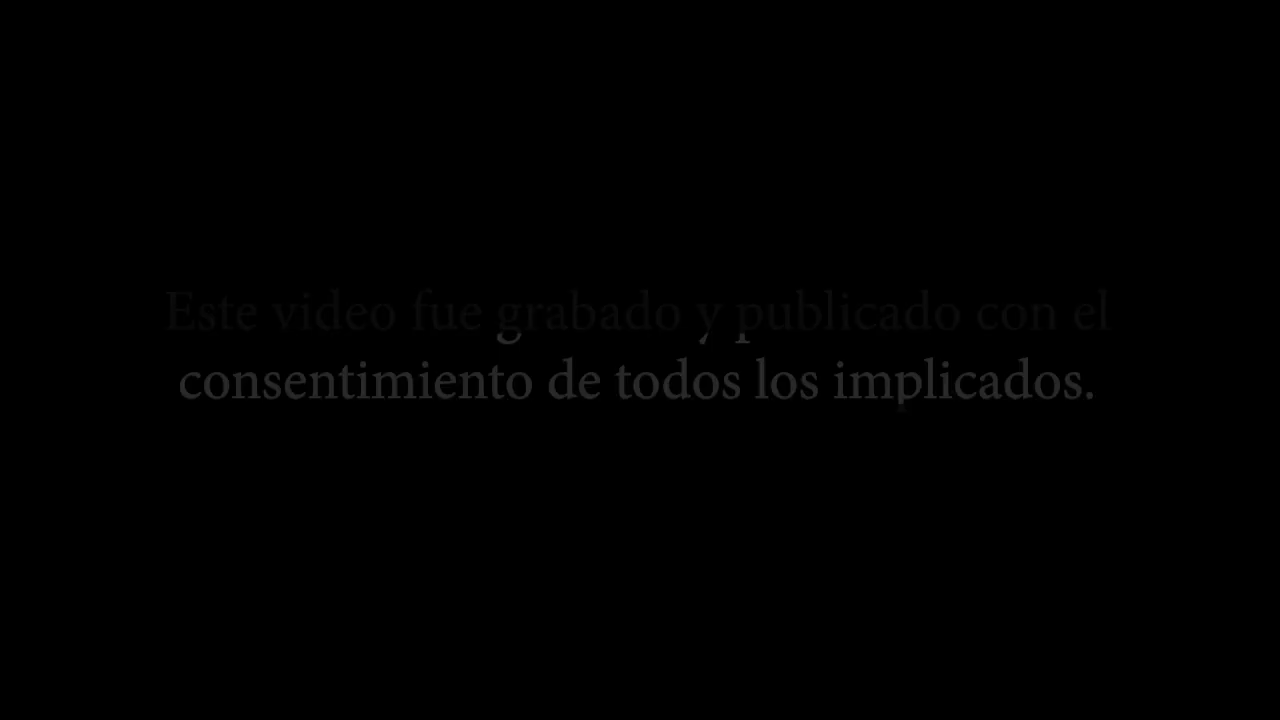 Este video fue grabado y publicado con el
consentimiento de todos los implicados.